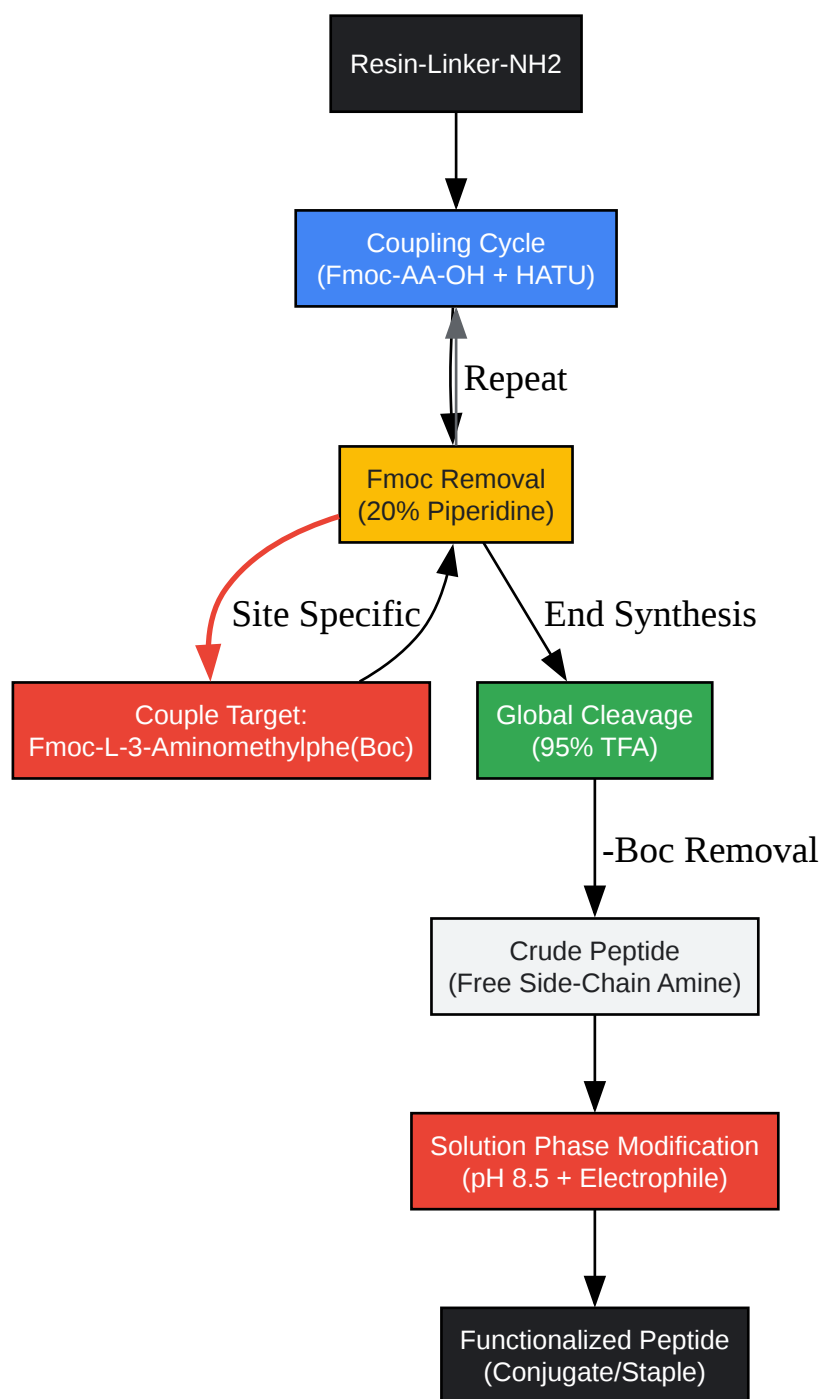 Resin-Linker-NH2
Coupling Cycle
(Fmoc-AA-OH + HATU)
Repeat
Fmoc Removal
(20% Piperidine)
Site Specific
End Synthesis
Couple Target:
Fmoc-L-3-Aminomethylphe(Boc)
Global Cleavage
(95% TFA)
-Boc Removal
Crude Peptide
(Free Side-Chain Amine)
Solution Phase Modification
(pH 8.5 + Electrophile)
Functionalized Peptide
(Conjugate/Staple)